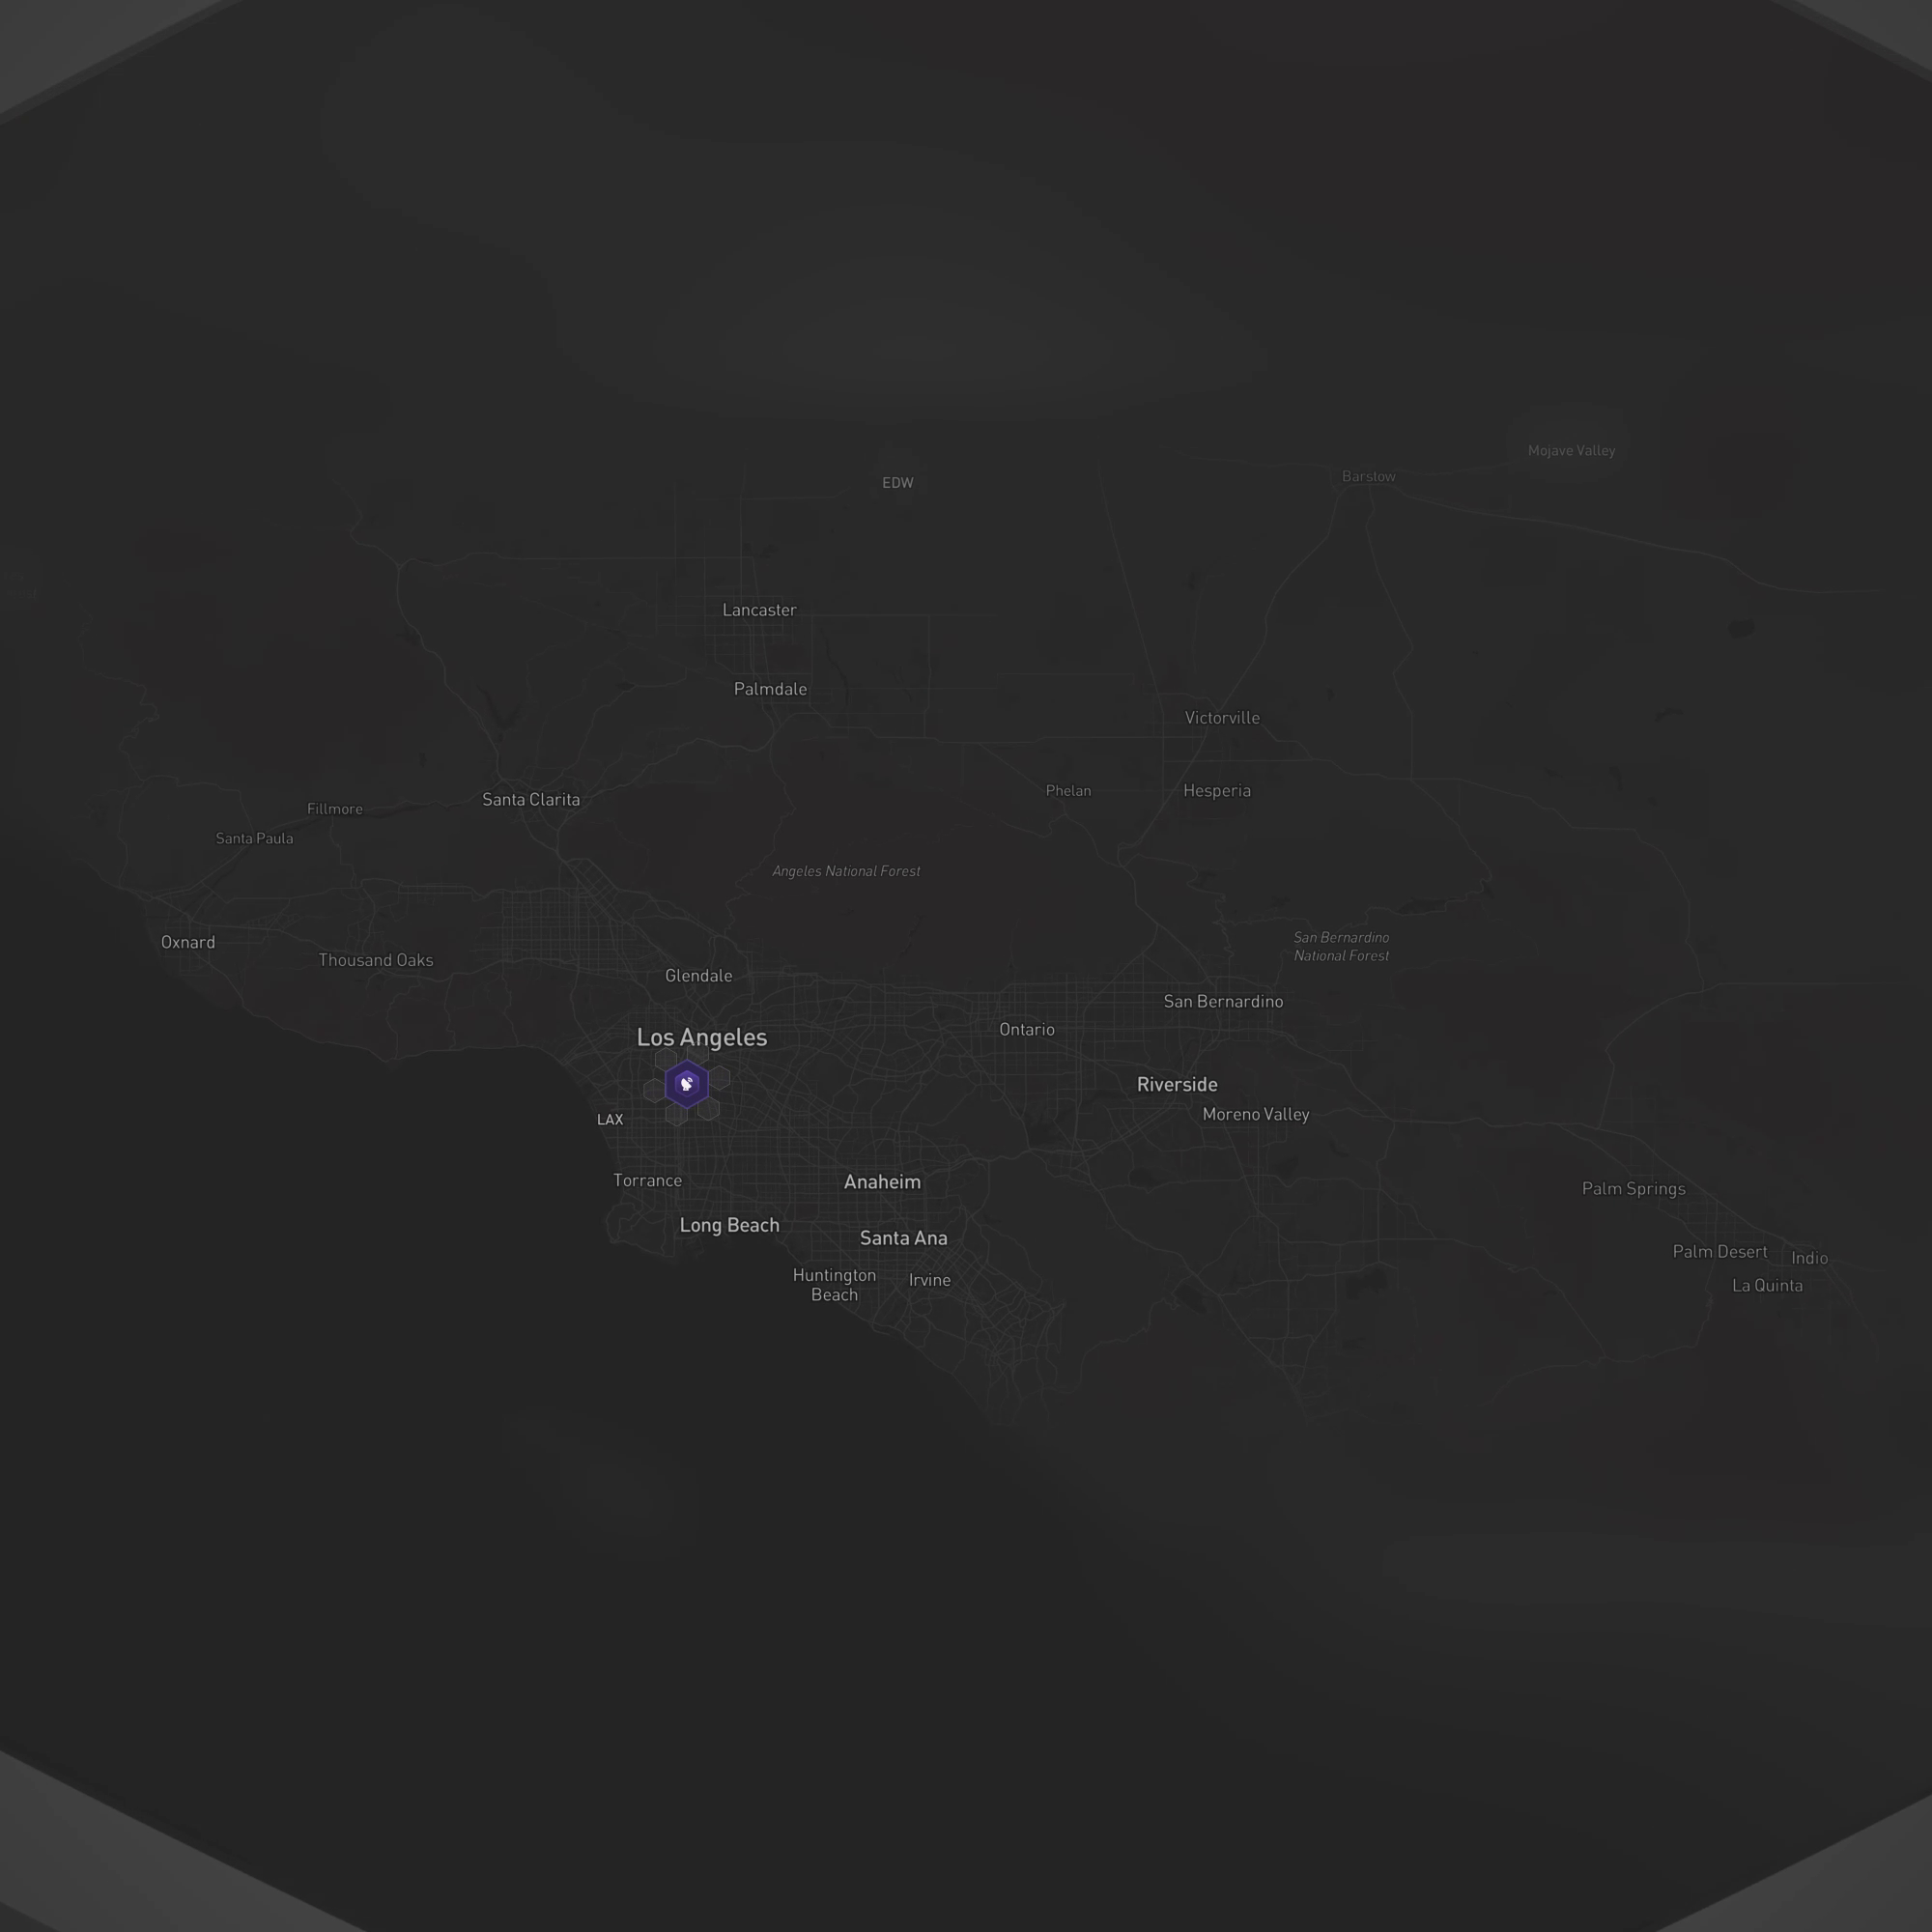 Mojave Valley
Barstow
EDW
Lancaster
Palmdale
Victorville
Phelan
Hesperia
Santa Clarita
Fillmore
Santa Paula
Angeles National Forest
Oxnard
Thousand Oaks
San Bernardino
National Forest
Glendale
San Bernardino
Ontario
Los Angeles
Riverside
Moreno Valley
LAX
Torrance
Anaheim
Palm Springs
Long Beach
Santa Ana
Palm Desert
Indio
La Quinta
Huntington
Beach
Irvine